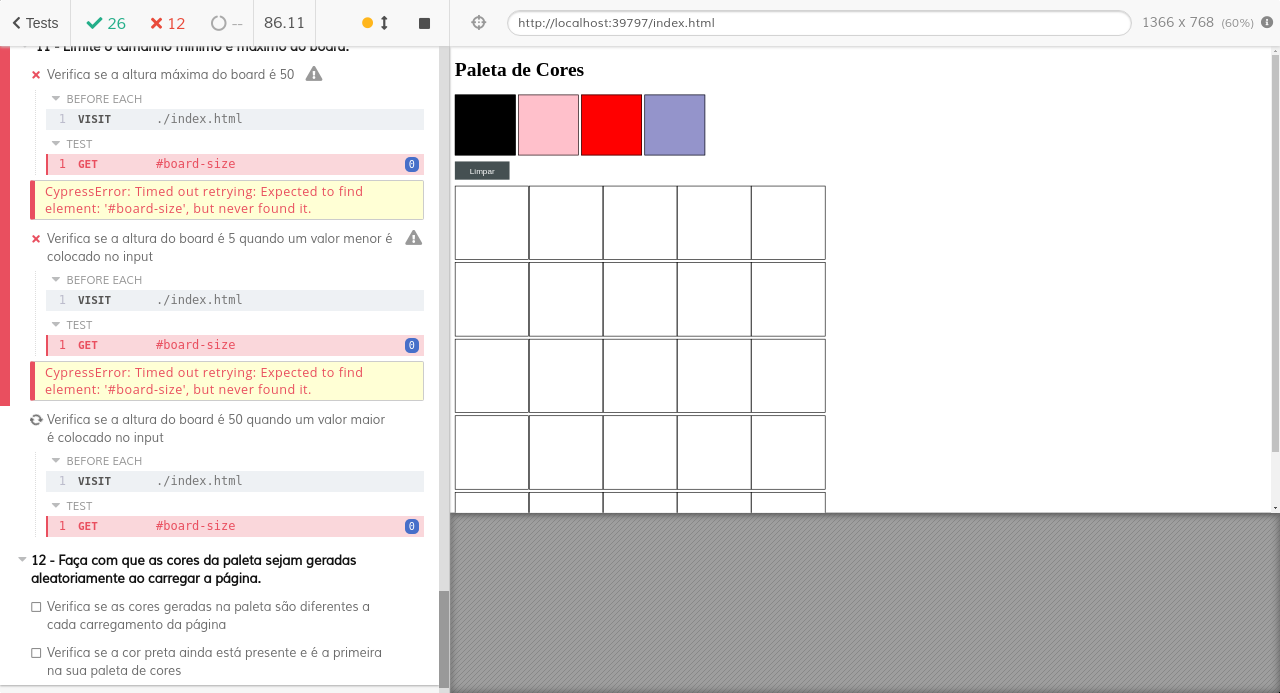 Tests 26 12 -- 86.11
http://localhost:39797/index.html 1366 x 768 (60%)
11 - Limite o tamanho mínimo e máximo do board.
Verifica se a altura máxima do board é 50
BEFORE EACH
1 VISIT ./index.html
TEST
1 GET #board-size 0
CypressError: Timed out retrying: Expected to find
element: '#board-size', but never found it.
Verifica se a altura do board é 5 quando um valor menor é
colocado no input
BEFORE EACH
1 VISIT ./index.html
TEST
1 GET #board-size 0
CypressError: Timed out retrying: Expected to find
element: '#board-size', but never found it.
Verifica se a altura do board é 50 quando um valor maior
é colocado no input
BEFORE EACH
1 VISIT ./index.html
TEST
1 GET #board-size 0
12 - Faça com que as cores da paleta sejam geradas
aleatoriamente ao carregar a página.
Verifica se as cores geradas na paleta são diferentes a
cada carregamento da página
Verifica se a cor preta ainda está presente e é a primeira
na sua paleta de cores
Paleta de Cores
Limpar